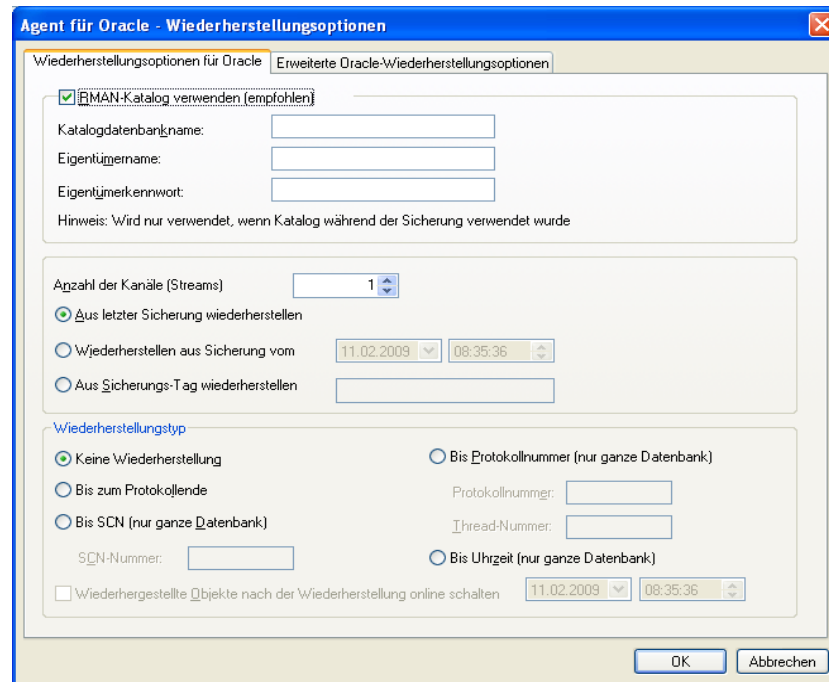 Agent für Oracle - Wiederherstellungsoptionen
Wiederherstellungsoptionen für Oracle
Erweiterte Oracle-Wiederherstellungsoptionen
RMAN-Katalog verwenden (empfohlen)
Katalogdatenbankname:
Eigentümername:
Eigentümerkennwort:
Hinweis: Wird nur verwendet, wenn Katalog während der Sicherung verwendet wurde
Anzahl der Kanäle (Streams) 1
Aus letzter Sicherung wiederherstellen
Wiederherstellen aus Sicherung vom 11.02.2009 08:35:36
Aus Sicherungs-Tag wiederherstellen
Wiederherstellungstyp
Keine Wiederherstellung
Bis zum Protokollende
Bis SCN (nur ganze Datenbank)
SCN-Nummer:
Bis Protokollnummer (nur ganze Datenbank)
Protokollnummer:
Thread-Nummer:
Bis Uhrzeit (nur ganze Datenbank)
11.02.2009 08:35:36
Wiederhergestellte Objekte nach der Wiederherstellung online schalten
OK
Abbrechen